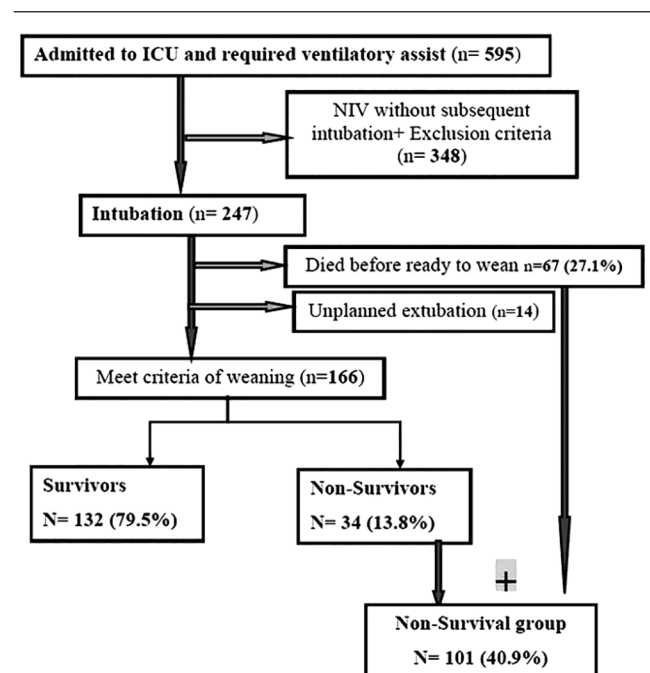 Admitted to ICU and required ventilatory assist (n= 595)
NIV without subsequent
intubation+ Exclusion criteria
(n= 348)
Intubation (n= 247)
Died before ready to wean n=67 (27.1%)
Unplanned extubation (n=14)
Meet criteria of weaning (n=166)
Survivors
N= 132 (79.5%)
Non-Survivors
N= 34 (13.8%)
+
Non-Survival group
N= 101 (40.9%)